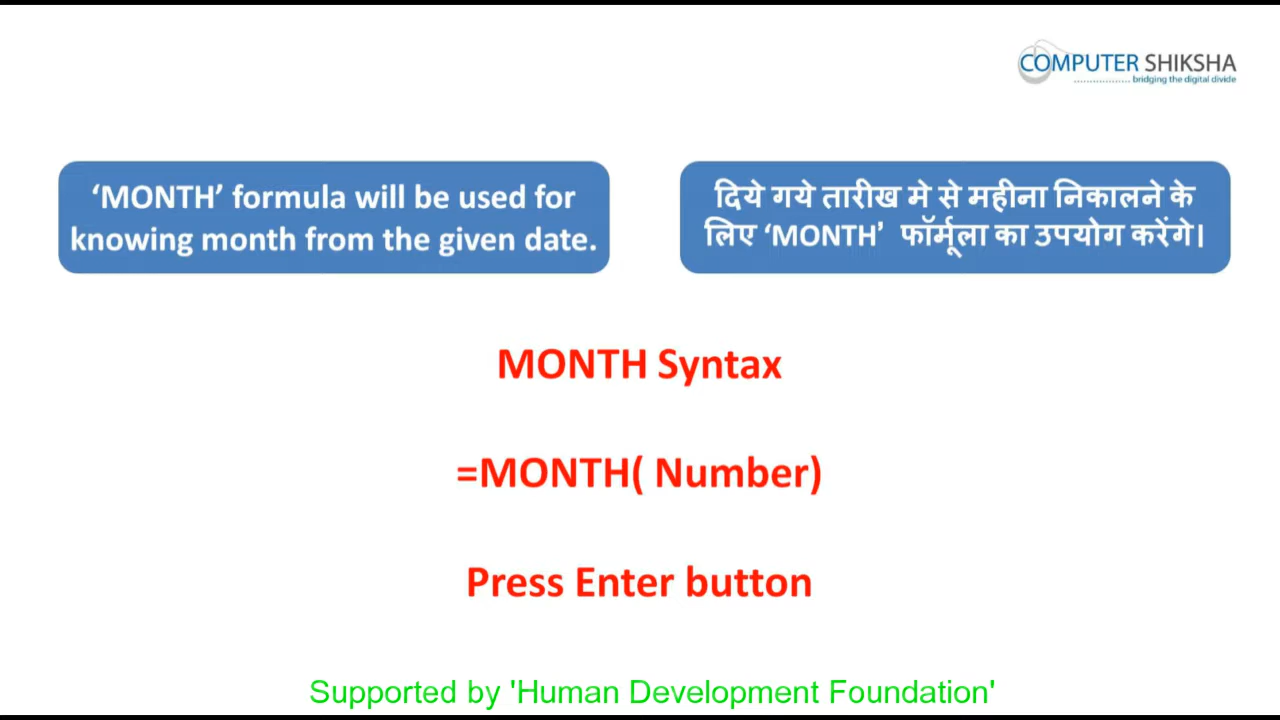 COMPUTER SHIKSHA
bridging the digital divide
‘MONTH’ formula will be used for
knowing month from the given date.
दिये गये तारीख मे से महीना निकालने के
लिए ‘MONTH’ फॉर्मूला का उपयोग करेंगे।
MONTH Syntax
=MONTH( Number)
Press Enter button
Supported by 'Human Development Foundation'